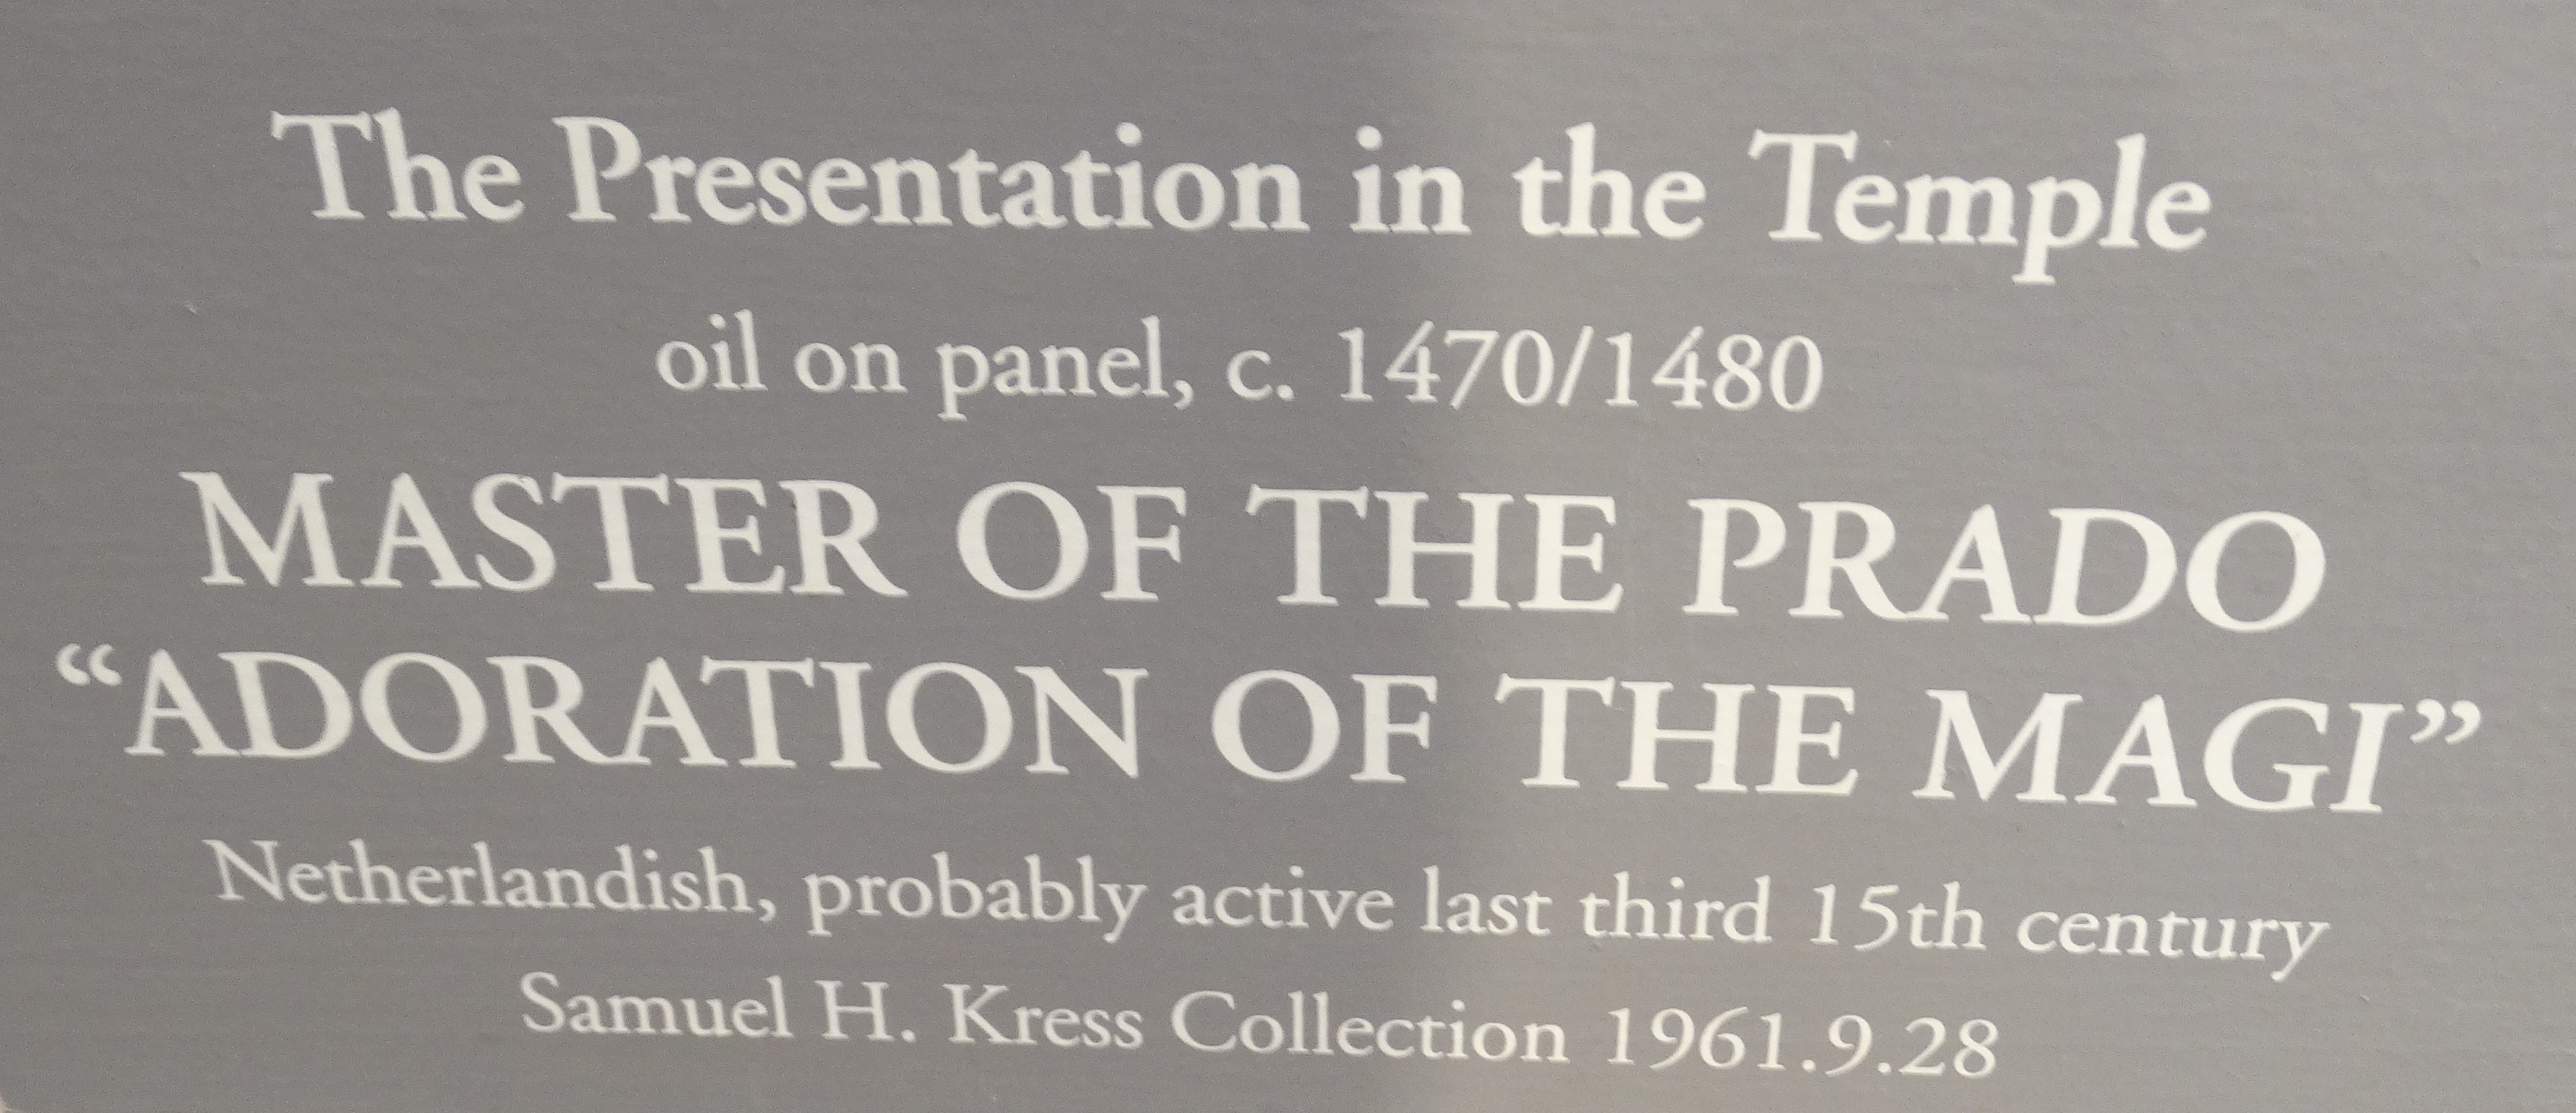 The Presentation in the Temple
oil on panel, c. 1470/1480
MASTER OF THE PRADO
“ADORATION OF THE MAGI”
Netherlandish, probably active last third 15th century
Samuel H. Kress Collection 1961.9.28